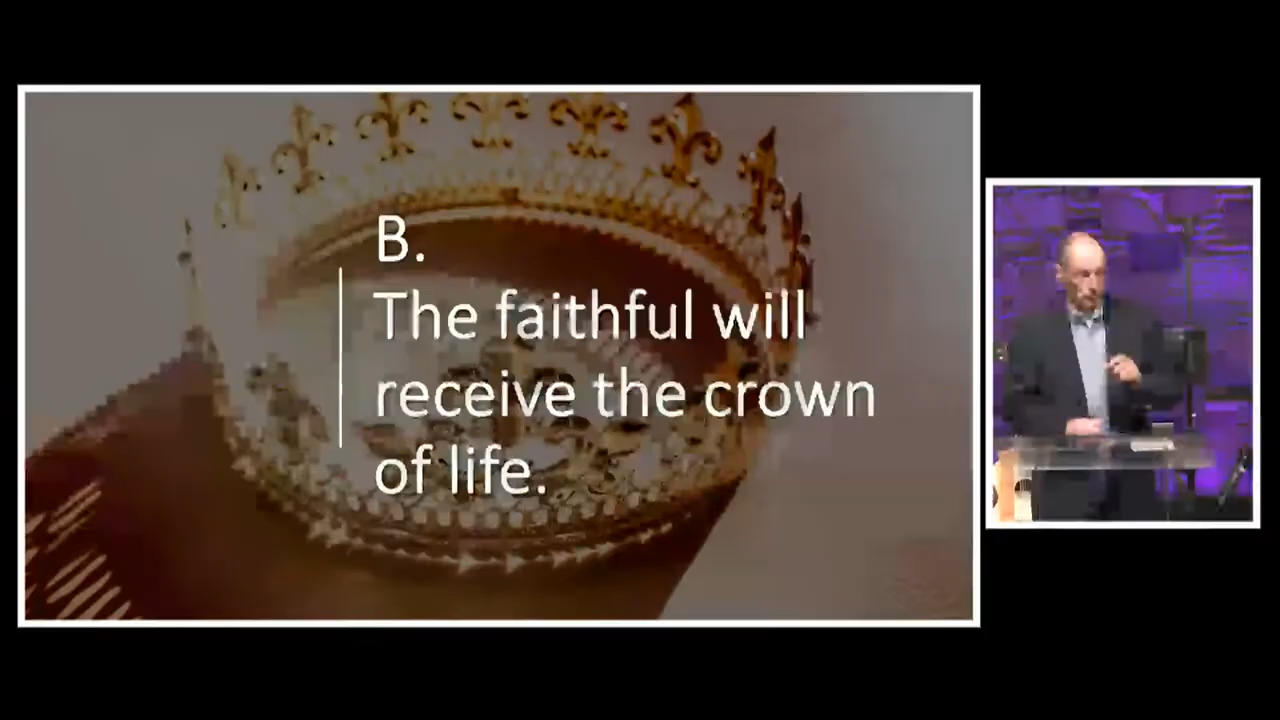 B.
The faithful will
receive the crown
of life.